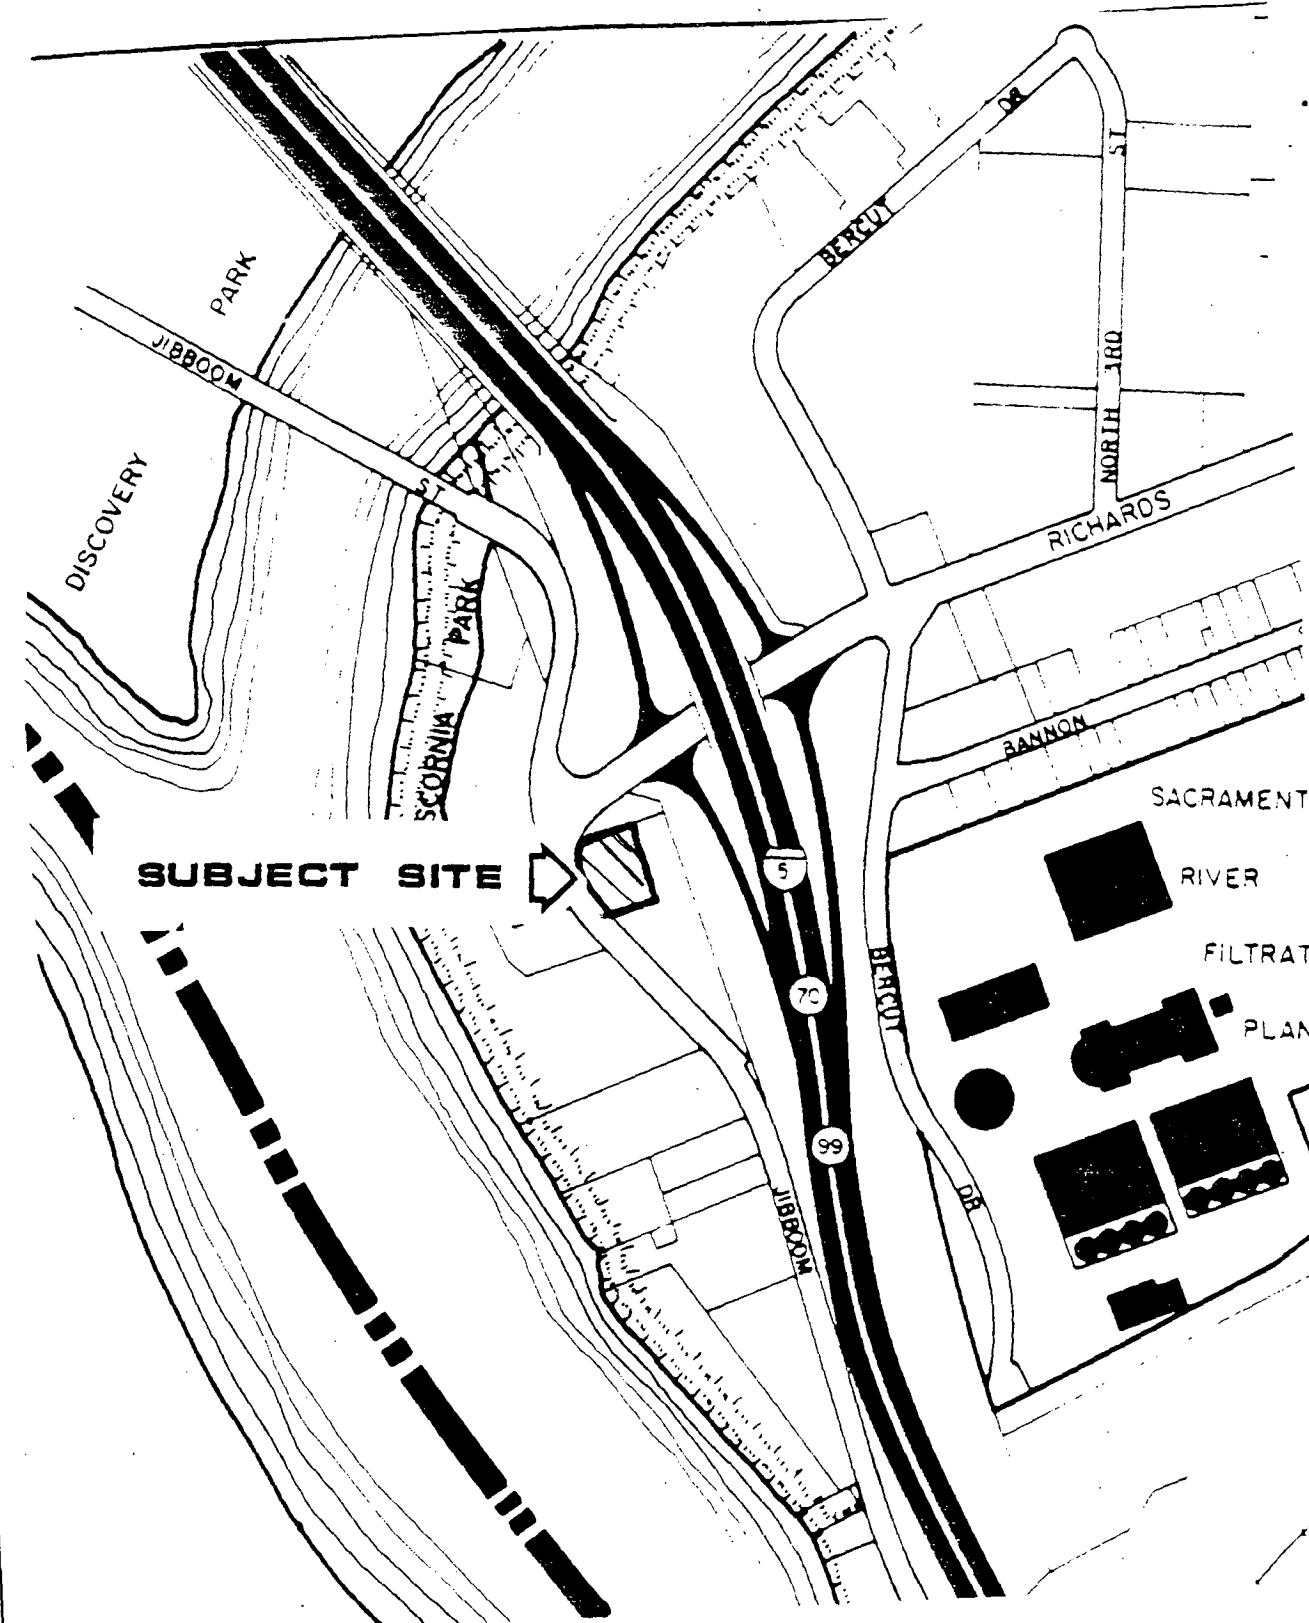 DR
ST
BERCUT
PARK
JIBBOOM
NORTH 3RD
DISCOVERY
ST
RICHARDS
PARK
SCORNIA
BANNON
SACRAMENT
SUBJECT SITE
5
RIVER
FILTRAT
BERCUT
70
PLAN
99
DR
JIBBOOM